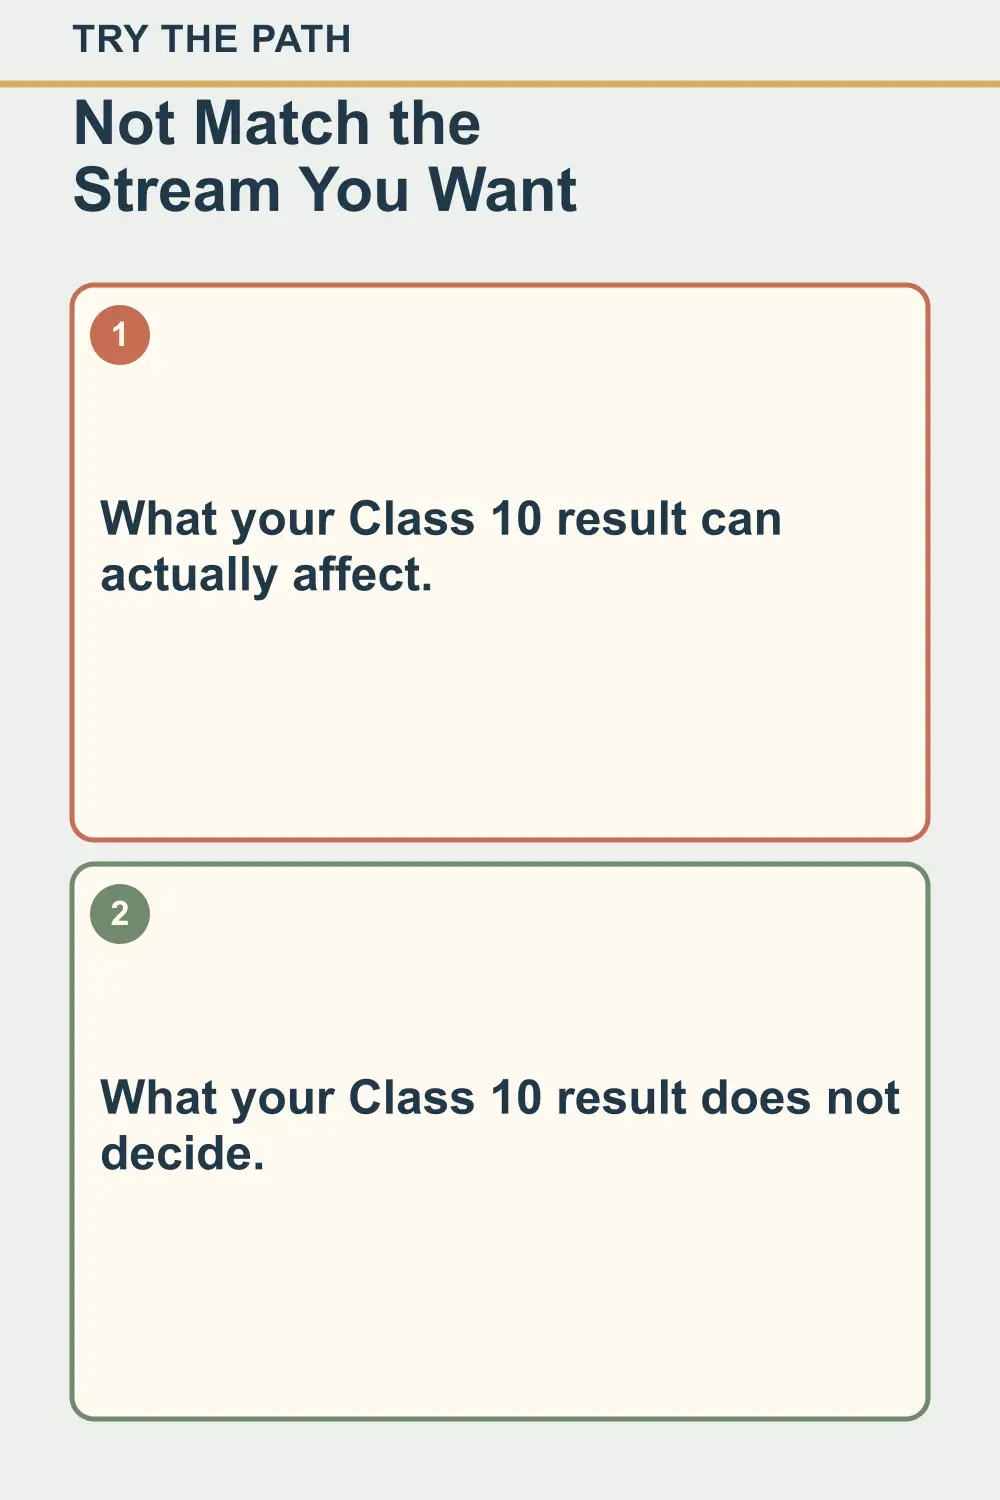 TRY THE PATH
Not Match the
Stream You Want
1
What your Class 10 result can
actually affect.
2
What your Class 10 result does not
decide.